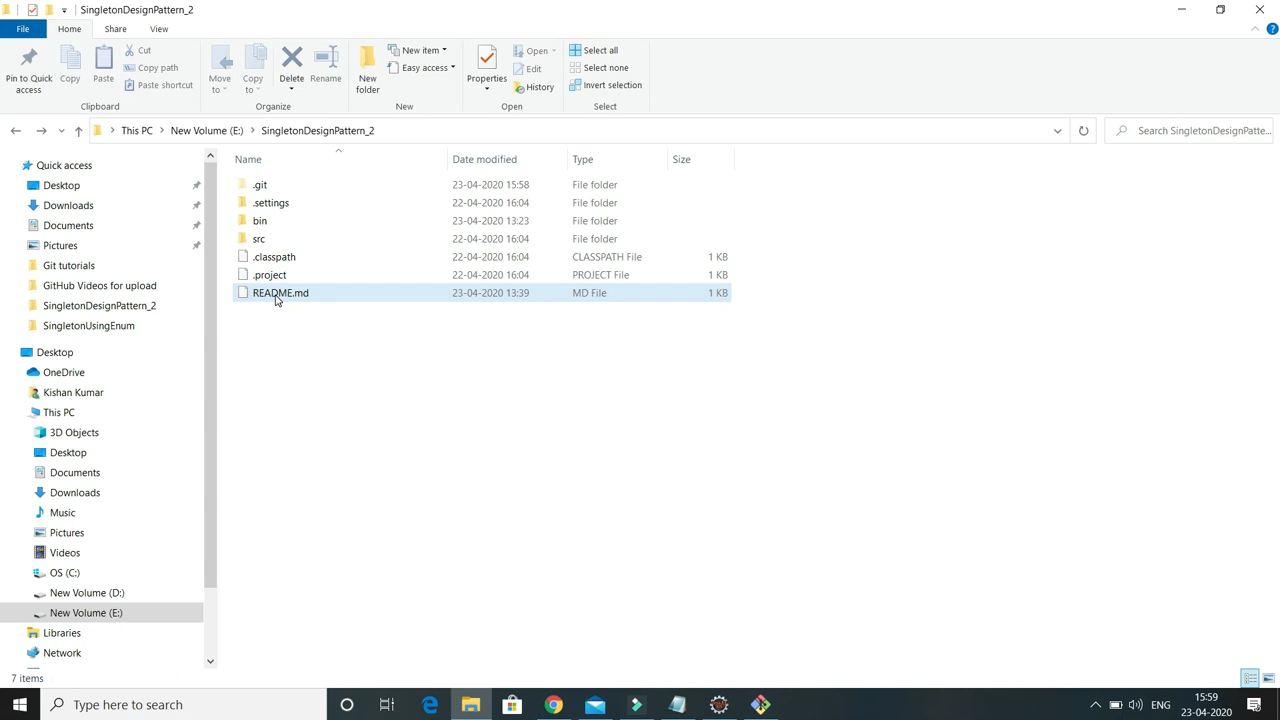 SingletonDesignPattern_2
File Home Share View
Pin to Quick access
Copy
Paste
Cut
Copy path
Paste shortcut
Clipboard
Move to
Copy to
Delete
Rename
Organize
New folder
New item
Easy access
New
Properties
Open
Edit
History
Open
Select all
Select none
Invert selection
Select
This PC New Volume (E:) SingletonDesignPattern_2
Search SingletonDesignPatte...
Quick access
Desktop
Downloads
Documents
Pictures
Git tutorials
GitHub Videos for upload
SingletonDesignPattern_2
SingletonUsingEnum
Desktop
OneDrive
Kishan Kumar
This PC
3D Objects
Desktop
Documents
Downloads
Music
Pictures
Videos
OS (C:)
New Volume (D:)
New Volume (E:)
Libraries
Network
Name Date modified Type Size
.git 23-04-2020 15:58 File folder
.settings 22-04-2020 16:04 File folder
bin 23-04-2020 13:23 File folder
src 22-04-2020 16:04 File folder
.classpath 22-04-2020 16:04 CLASSPATH File 1 KB
.project 22-04-2020 16:04 PROJECT File 1 KB
README.md 23-04-2020 13:39 MD File 1 KB
7 items
Type here to search
ENG
15:59
23-04-2020